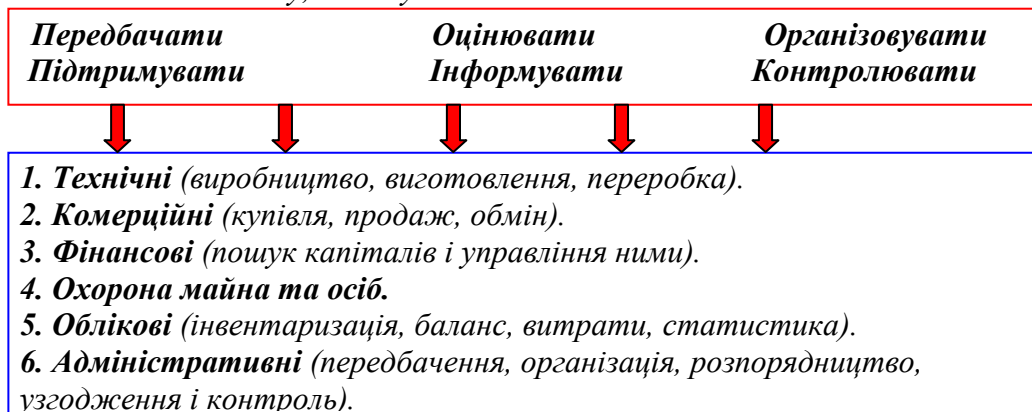 Передбачати Оцінювати Організовувати
Підтримувати Інформувати Контролювати
1. Технічні (виробництво, виготовлення, переробка).
2. Комерційні (купівля, продаж, обмін).
3. Фінансові (пошук капіталів і управління ними).
4. Охорона майна та осіб.
5. Облікові (інвентаризація, баланс, витрати, статистика).
6. Адміністративні (передбачення, організація, розпорядництво,
узгодження і контроль).